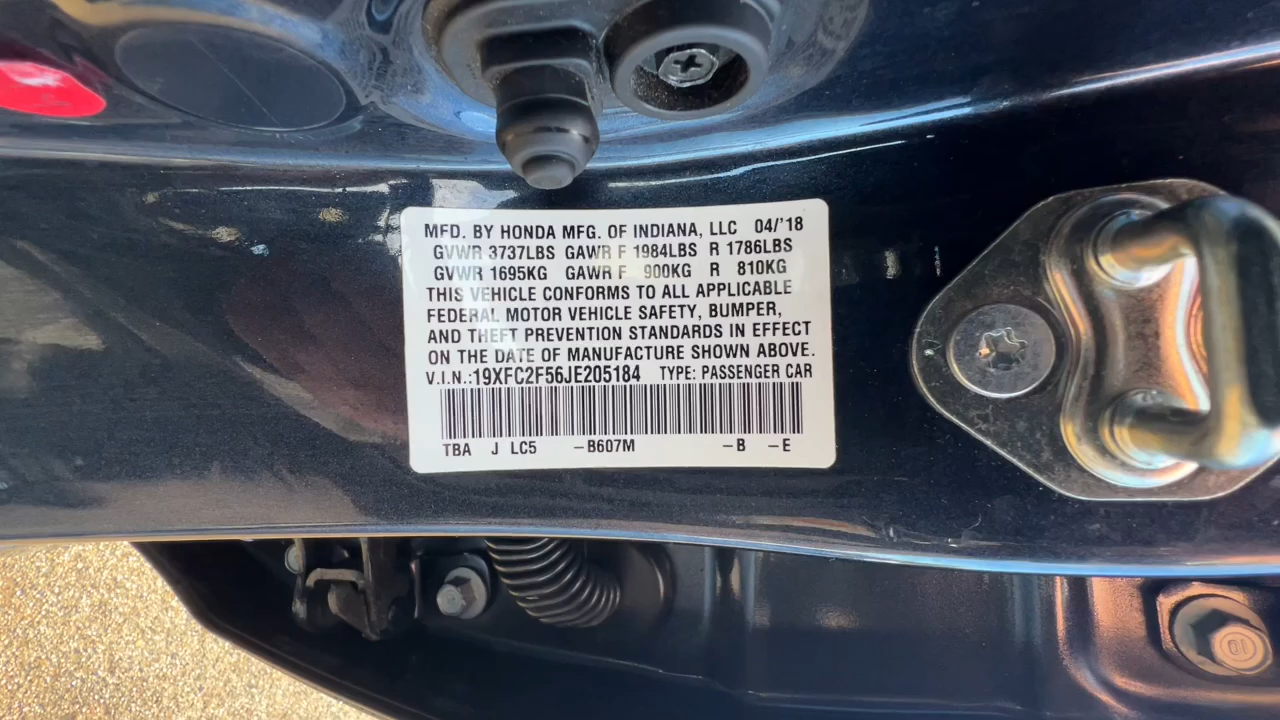 MFD. BY HONDA MFG. OF INDIANA, LLC 04/'18
GVWR 3737LBS GAWR F 1984LBS R 1786LBS
GVWR 1695KG GAWR F 900KG R 810KG
THIS VEHICLE CONFORMS TO ALL APPLICABLE
FEDERAL MOTOR VEHICLE SAFETY, BUMPER,
AND THEFT PREVENTION STANDARDS IN EFFECT
ON THE DATE OF MANUFACTURE SHOWN ABOVE.
V.I.N.:19XFC2F56JE205184 TYPE: PASSENGER CAR
TBA J LC5 –B607M –B –E